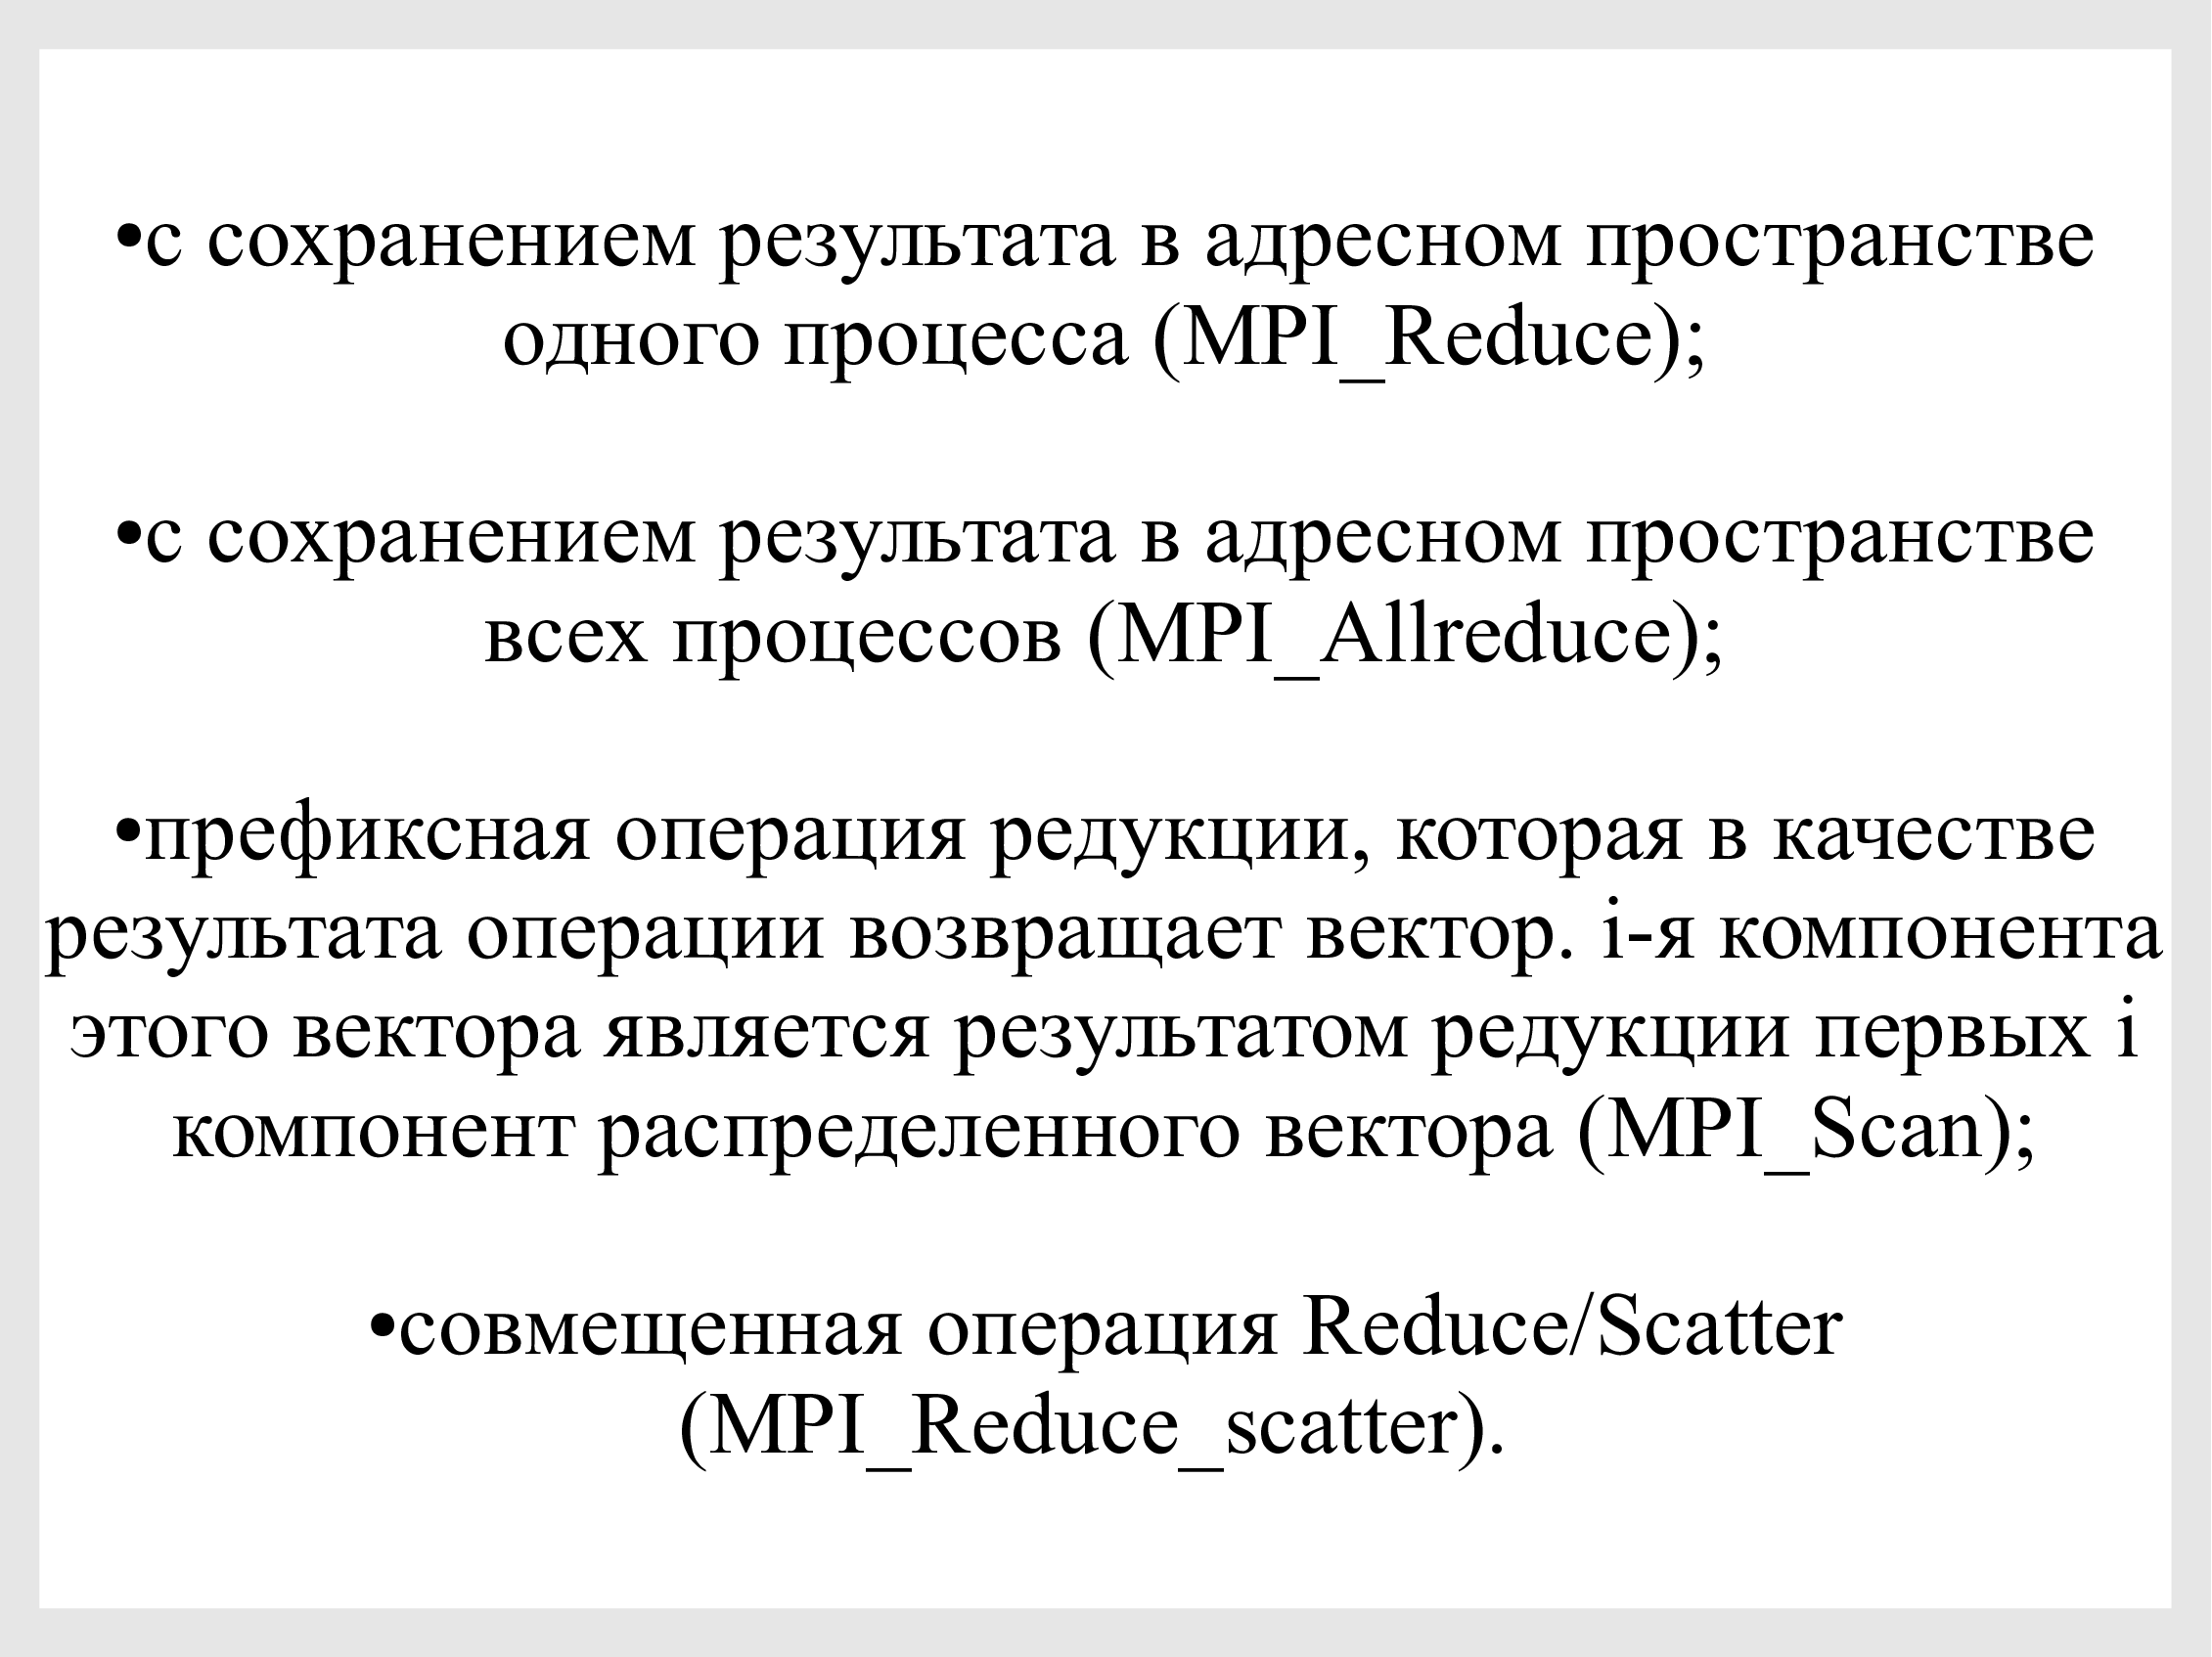 •с сохранением результата в адресном пространстве
одного процесса (MPI_Reduce);
•с сохранением результата в адресном пространстве
всех процессов (MPI_Allreduce);
•префиксная операция редукции, которая в качестве
результата операции возвращает вектор. i-я компонента
этого вектора является результатом редукции первых i
компонент распределенного вектора (MPI_Scan);
•совмещенная операция Reduce/Scatter
(MPI_Reduce_scatter).